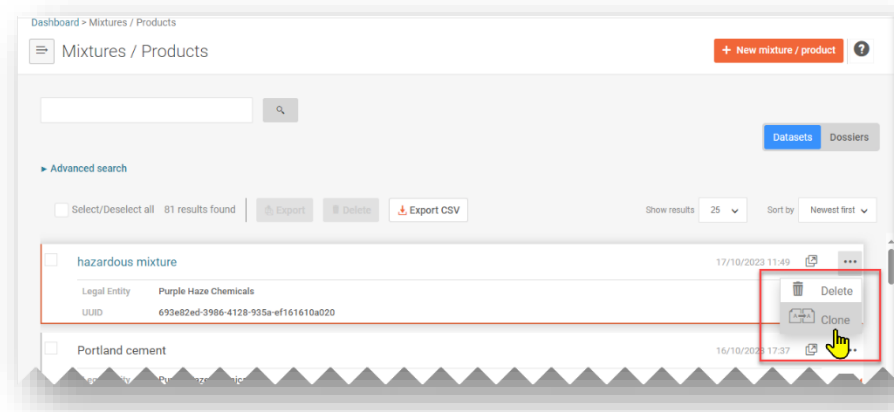 Dashboard > Mixtures / Products
Mixtures / Products
+ New mixture / product
?
Datasets Dossiers
▸ Advanced search
Select/Deselect all 81 results found Export Delete Export CSV Show results 25 Sort by Newest first
hazardous mixture 17/10/2023 11:49 •••
Legal Entity Purple Haze Chemicals
UUID 693e82ed-3986-4128-935a-ef161610a020
Delete
Clone
Portland cement 16/10/2023 17:37